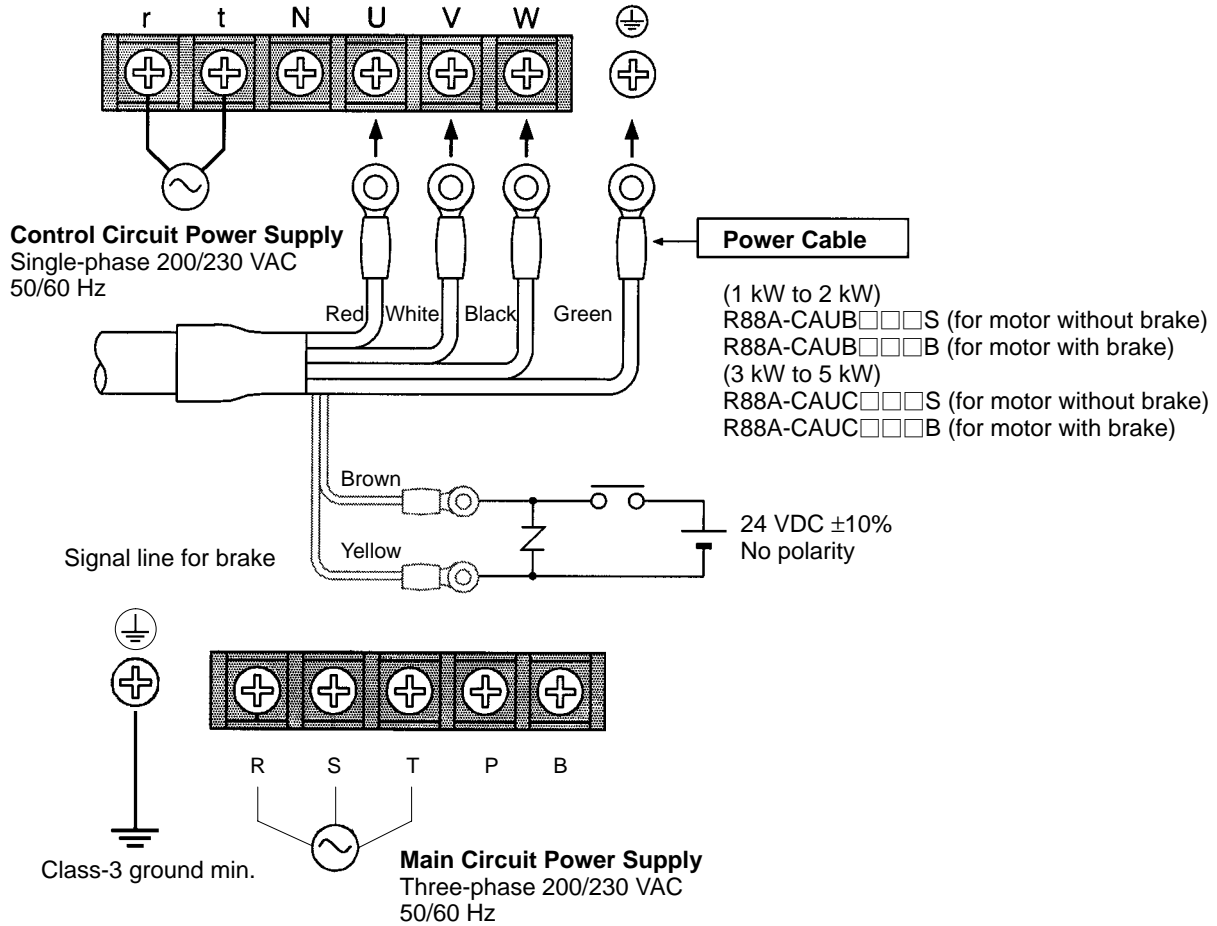 r t N U V W
Control Circuit Power Supply
Single-phase 200/230 VAC
50/60 Hz
Red White Black Green
Power Cable
(1 kW to 2 kW)
R88A-CAUB□□□S (for motor without brake)
R88A-CAUB□□□B (for motor with brake)
(3 kW to 5 kW)
R88A-CAUC□□□S (for motor without brake)
R88A-CAUC□□□B (for motor with brake)
Brown
Yellow
Signal line for brake
24 VDC ±10%
No polarity
R S T P B
Class-3 ground min.
Main Circuit Power Supply
Three-phase 200/230 VAC
50/60 Hz